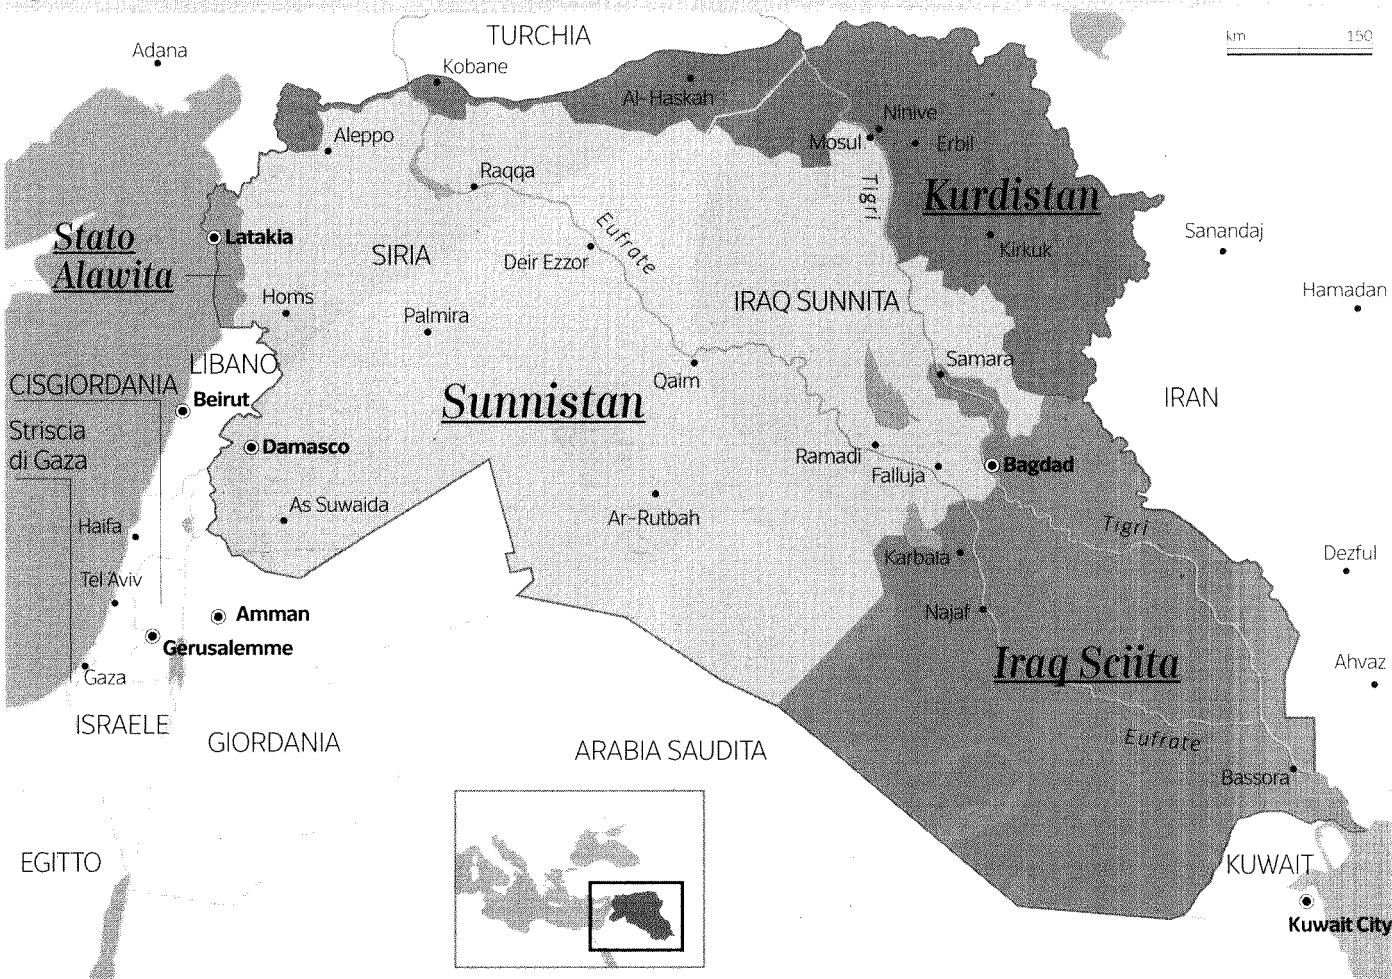 TURCHIA
km 150
Adana
Kobane
Al-Haskah
Ninive
Mosul
Erbil
Aleppo
Raqqa
Tigri
Kurdistan
Stato
Alawita
Latakia
SIRIA
Eufrate
Deir Ezzor
Kirkuk
Sanandaj
Hamadan
Homs
Palmira
IRAQ SUNNITA
LIBANO
Samara
CISGIORDANIA
Qaim
Beirut
Sunnistan
IRAN
Striscia
di Gaza
Damasco
Ramadi
Falluja
Bagdad
As Suwaida
Ar-Rutbah
Haifa
Tigri
Karbala
Dezful
Tel Aviv
Amman
Najaf
Gerusalemme
Gaza
Iraq Sciita
Ahvaz
ISRAELE
GIORDANIA
ARABIA SAUDITA
Eufrate
Bassora
EGITTO
KUWAIT
Kuwait City